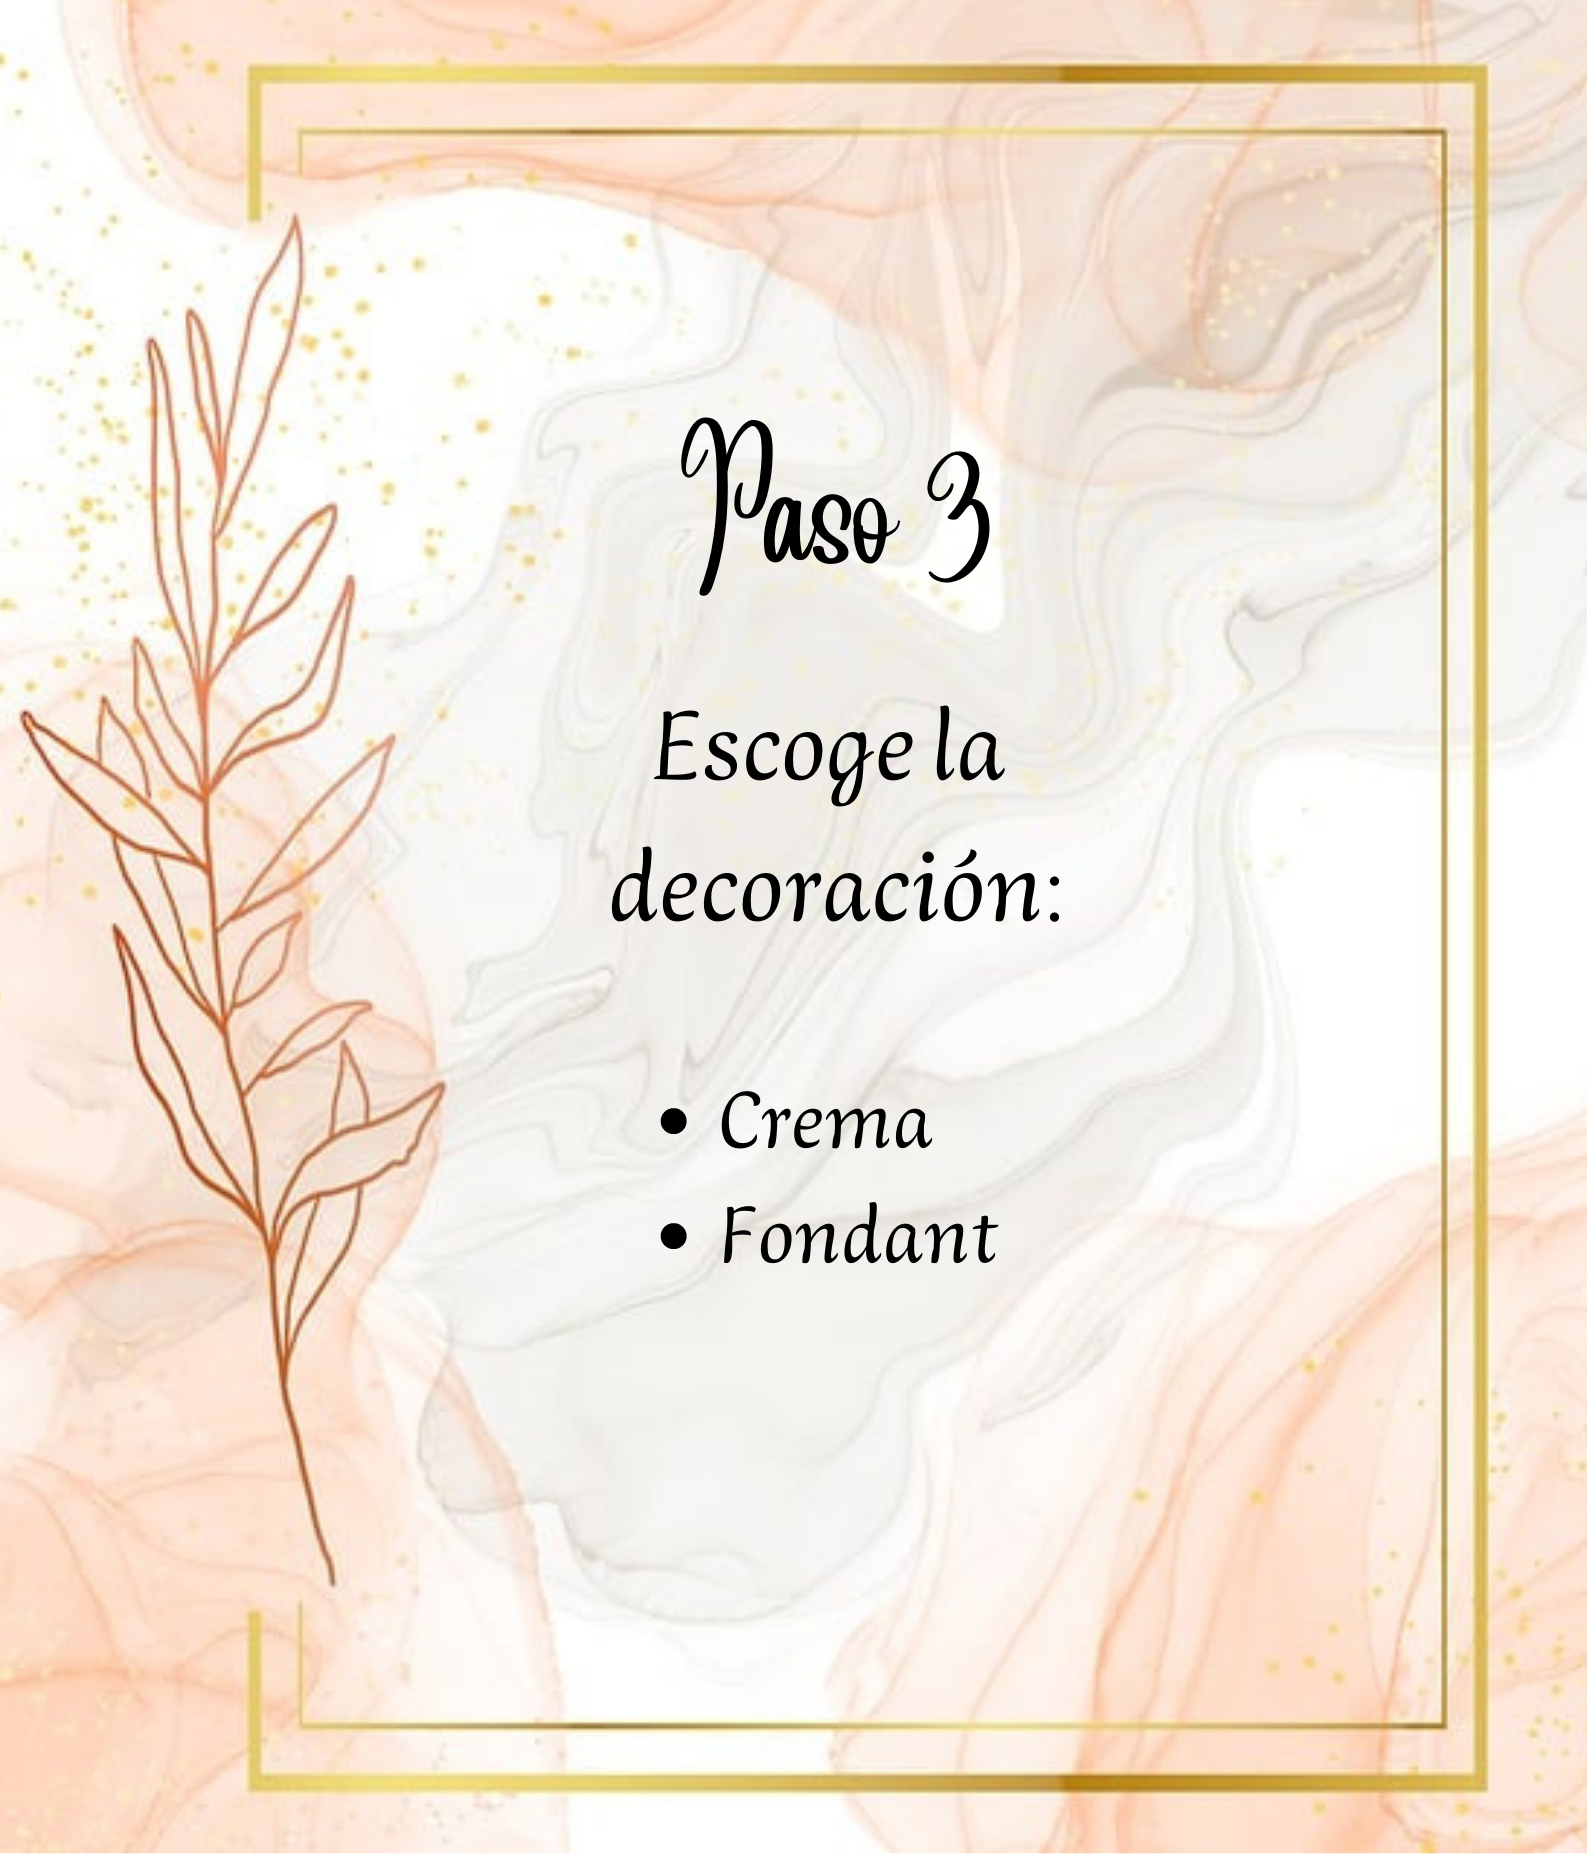 Paso 3
Escoge la
decoración:
• Crema
• Fondant